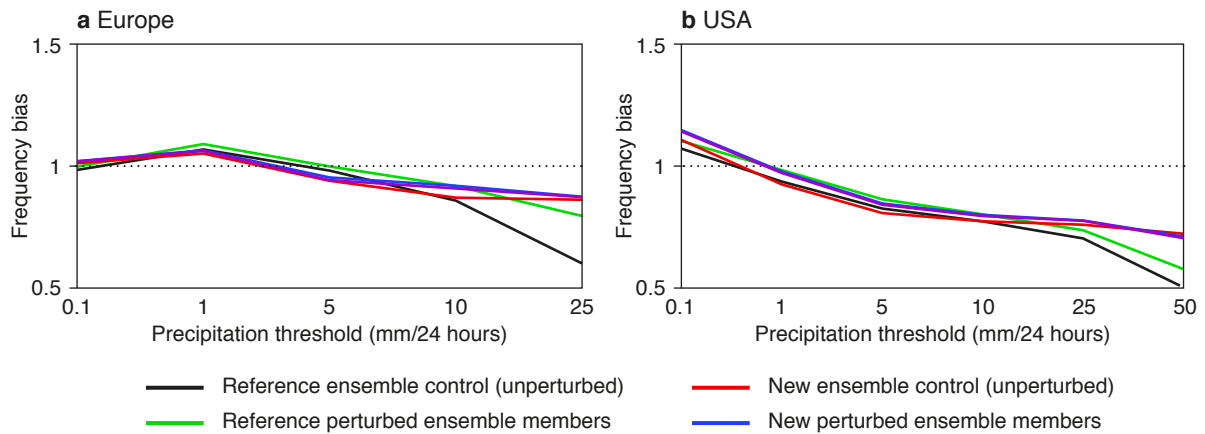 a Europe
b USA
Frequency bias
1.5
1
0.5
0.1 1 5 10 25
Precipitation threshold (mm/24 hours)
Frequency bias
1.5
1
0.5
0.1 1 5 10 25 50
Precipitation threshold (mm/24 hours)
Reference ensemble control (unperturbed)
New ensemble control (unperturbed)
Reference perturbed ensemble members
New perturbed ensemble members